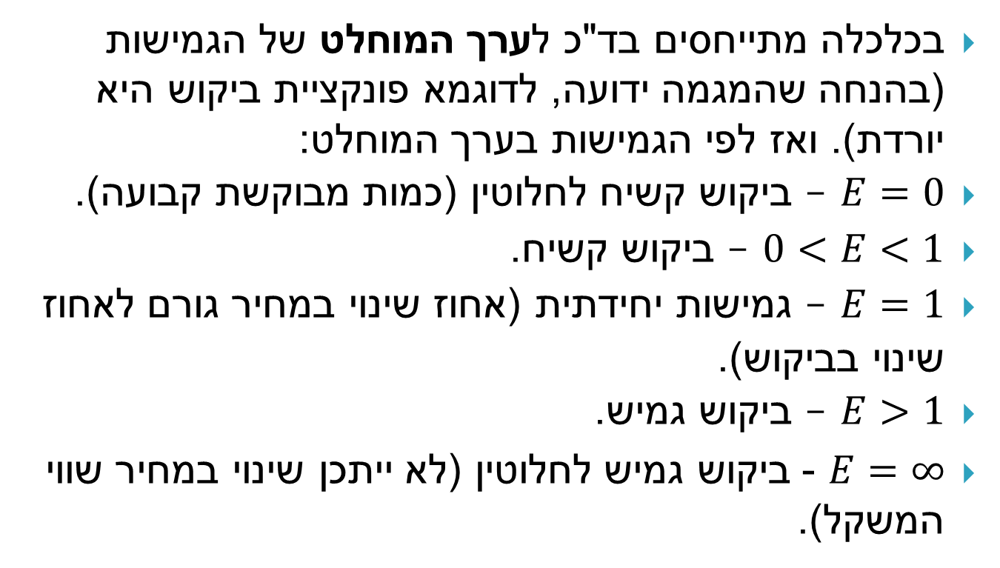 בכלכלה מתייחסים בד"כ לערך המוחלט של הגמישות
(בהנחה שהמגמה ידועה, לדוגמא פונקציית ביקוש היא
יורדת). ואז לפי הגמישות בערך המוחלט:
E = 0 – ביקוש קשיח לחלוטין (כמות מבוקשת קבועה).
0 < E < 1 – ביקוש קשיח.
E = 1 – גמישות יחידתית (אחוז שינוי במחיר גורם לאחוז
שינוי בביקוש).
E > 1 – ביקוש גמיש.
E = ∞ - ביקוש גמיש לחלוטין (לא ייתכן שינוי במחיר שווי
המשקל).